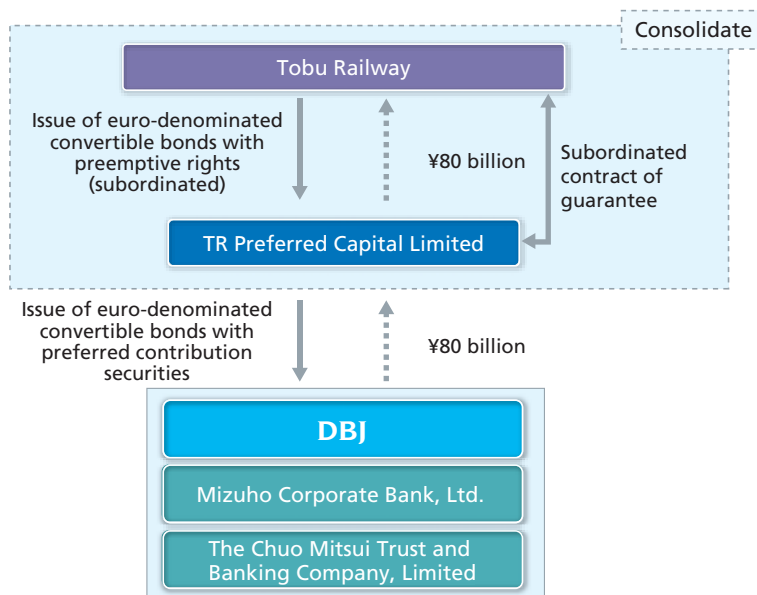 Consolidate
Tobu Railway
Issue of euro-denominated
convertible bonds with
preemptive rights
(subordinated)
¥80 billion
Subordinated
contract of
guarantee
TR Preferred Capital Limited
Issue of euro-denominated
convertible bonds with
preferred contribution
securities
¥80 billion
DBJ
Mizuho Corporate Bank, Ltd.
The Chuo Mitsui Trust and
Banking Company, Limited